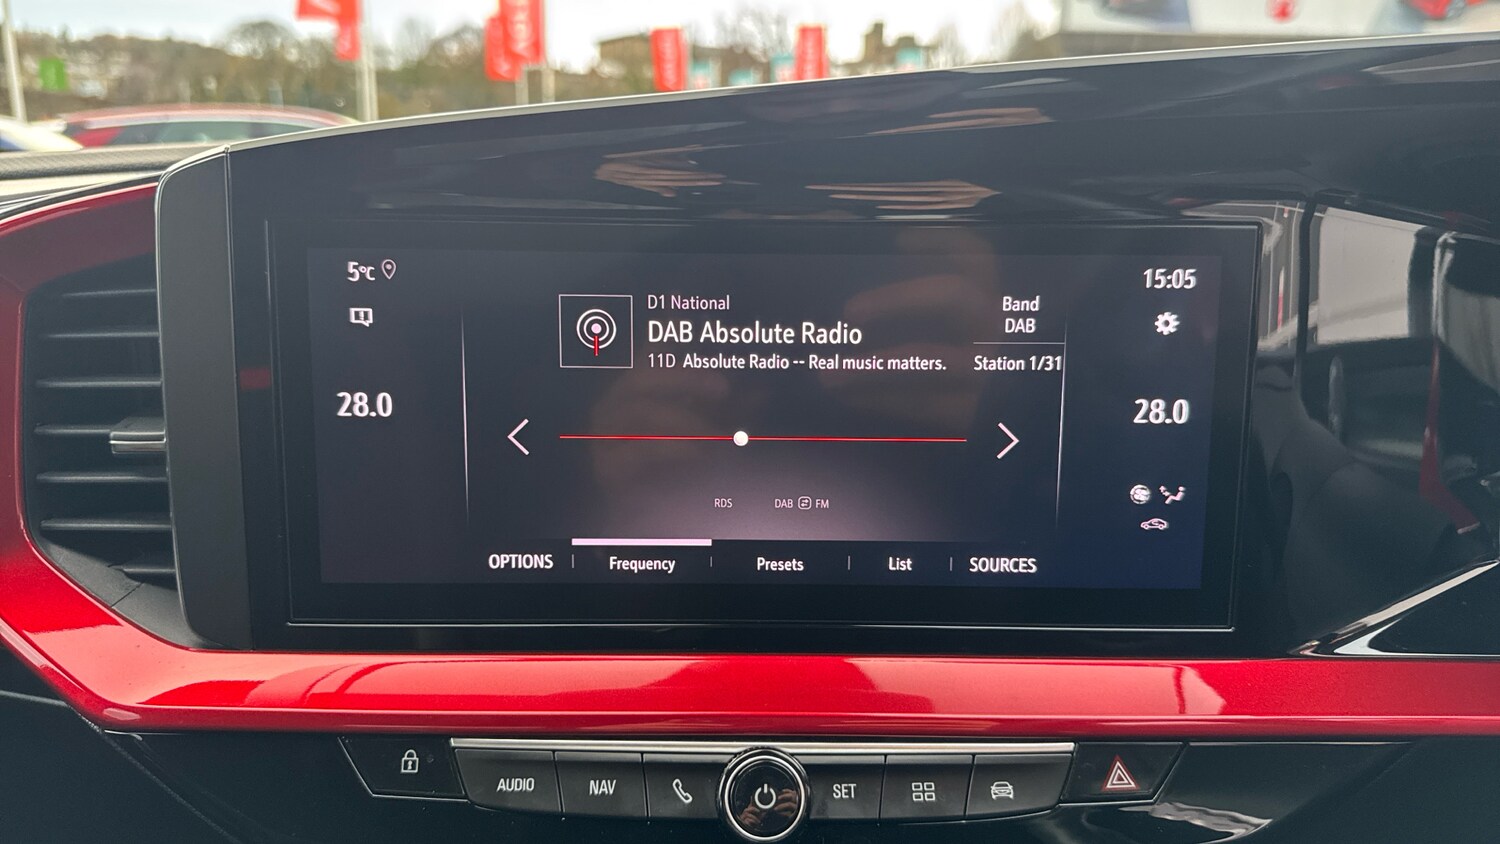 5°C
28.0
D1 National
DAB Absolute Radio
11D Absolute Radio -- Real music matters.
Band
DAB
Station 1/31
RDS
DAB FM
OPTIONS
Frequency
Presets
List
SOURCES
15:05
28.0
AUDIO
NAV
SET